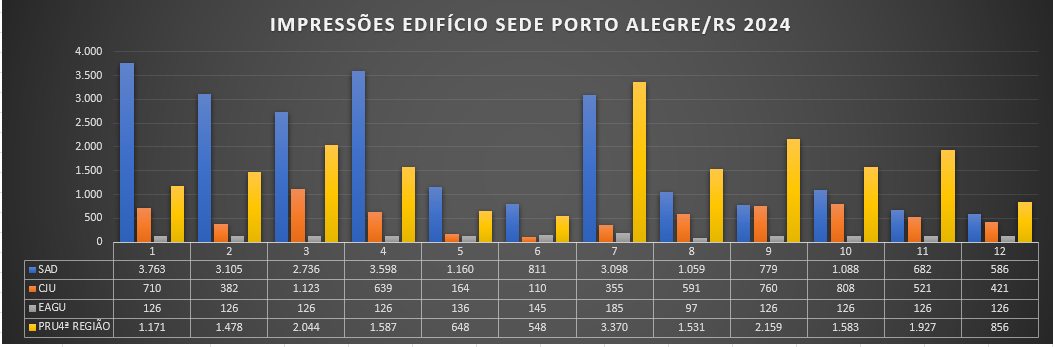 IMPRESSÕES EDIFÍCIO SEDE PORTO ALEGRE/RS 2024
4.000
3.500
3.000
2.500
2.000
1.500
1.000
500
0
1 2 3 4 5 6 7 8 9 10 11 12
SAD 3.763 3.105 2.736 3.598 1.160 811 3.098 1.059 779 1.088 682 586
CJU 710 382 1.123 639 164 110 355 591 760 808 521 421
EAGU 126 126 126 126 136 145 185 97 126 126 126 126
PRU4ª REGIÃO 1.171 1.478 2.044 1.587 648 548 3.370 1.531 2.159 1.583 1.927 856